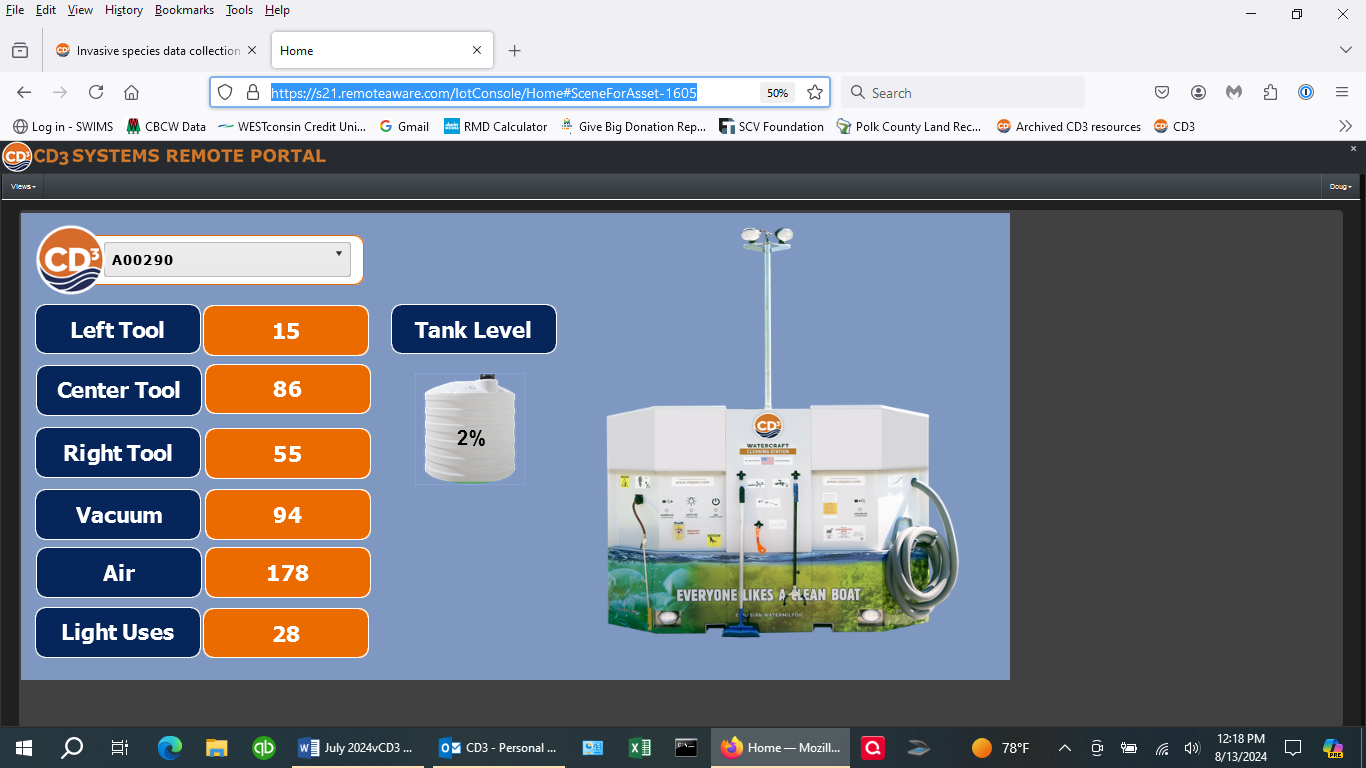 File Edit View History Bookmarks Tools Help
Invasive species data collection
Home
https://s21.remoteaware.com/IotConsole/Home#SceneForAsset-1605
50%
Search
Log in - SWIMS
CBCW Data
WESTconsin Credit Uni...
Gmail
RMD Calculator
Give Big Donation Rep...
SCV Foundation
Polk County Land Rec...
Archived CD3 resources
CD3
CD3 CD3 SYSTEMS REMOTE PORTAL
Views
Doug
CD3 A00290
Left Tool 15
Tank Level
Center Tool 86
Right Tool 55
2%
Vacuum 94
Air 178
Light Uses 28
CD3
WATERCRAFT
CLEANING STATION
EVERYONE LIKES A CLEAN BOAT
July 2024vCD3 ...
CD3 - Personal ...
Home — Mozill...
78°F
12:18 PM
8/13/2024
PRE